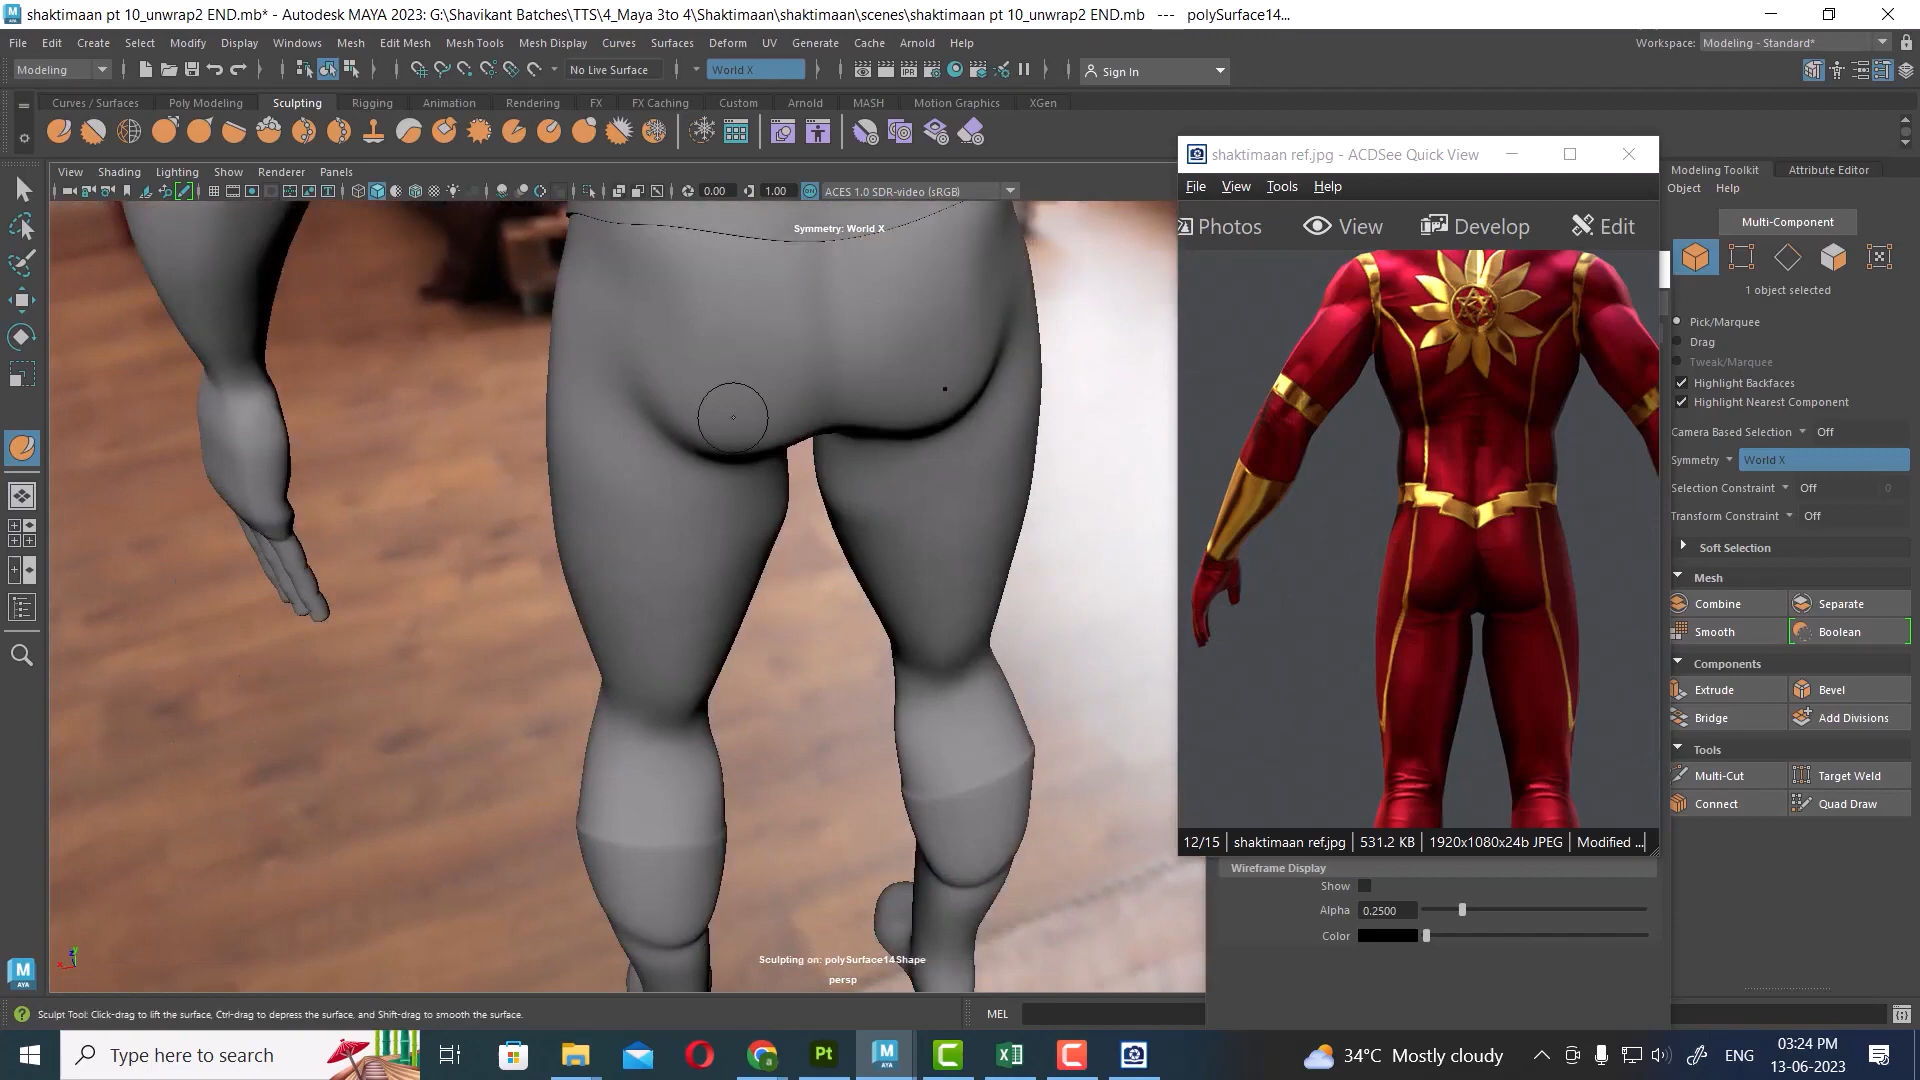 shaktimaan pt 10_unwrap2 END.mb* - Autodesk MAYA 2023: G:\Shavikant Batches\TTS\4_Maya 3to 4\Shaktimaan\shaktimaan\scenes\shaktimaan pt 10_unwrap2 END.mb   ---   polySurface14...
File Edit Create Select Modify Display Windows Mesh Edit Mesh Mesh Tools Mesh Display Curves Surfaces Deform UV Generate Cache Arnold Help Workspace: Modeling - Standard*
Modeling No Live Surface World X Sign In
Curves / Surfaces Poly Modeling Sculpting Rigging Animation Rendering FX FX Caching Custom Arnold MASH Motion Graphics XGen
View Shading Lighting Show Renderer Panels
0.00 1.00 ACES 1.0 SDR-video (sRGB)
Symmetry: World X
Sculpting on: polySurface14Shape
persp
shaktimaan ref.jpg - ACDSee Quick View
File View Tools Help
Photos View Develop Edit
12/15 shaktimaan ref.jpg 531.2 KB 1920x1080x24b JPEG Modified ...
Wireframe Display
Show
Alpha 0.2500
Color
Modeling Toolkit Attribute Editor
Object Help
Multi-Component
1 object selected
Pick/Marquee
Drag
Tweak/Marquee
Highlight Backfaces
Highlight Nearest Component
Camera Based Selection Off
Symmetry World X
Selection Constraint Off 0
Transform Constraint Off
Soft Selection
Mesh
Combine Separate
Smooth Boolean
Components
Extrude Bevel
Bridge Add Divisions
Tools
Multi-Cut Target Weld
Connect Quad Draw
Sculpt Tool: Click-drag to lift the surface, Ctrl-drag to depress the surface, and Shift-drag to smooth the surface.
MEL
M
AYA
Type here to search
34°C Mostly cloudy
ENG
03:24 PM
13-06-2023